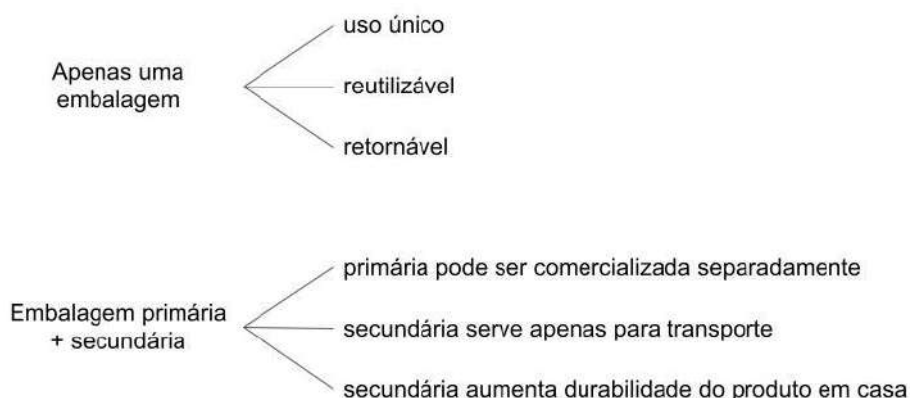 uso único
Apenas uma
embalagem
reutilizável
retornável
primária pode ser comercializada separadamente
Embalagem primária
+ secundária
secundária serve apenas para transporte
secundária aumenta durabilidade do produto em casa